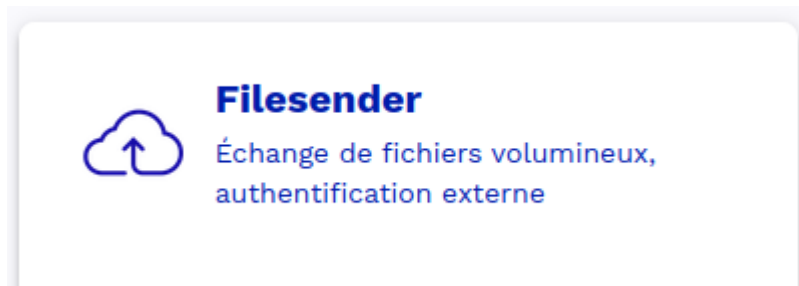 Filesender
Échange de fichiers volumineux,
authentification externe